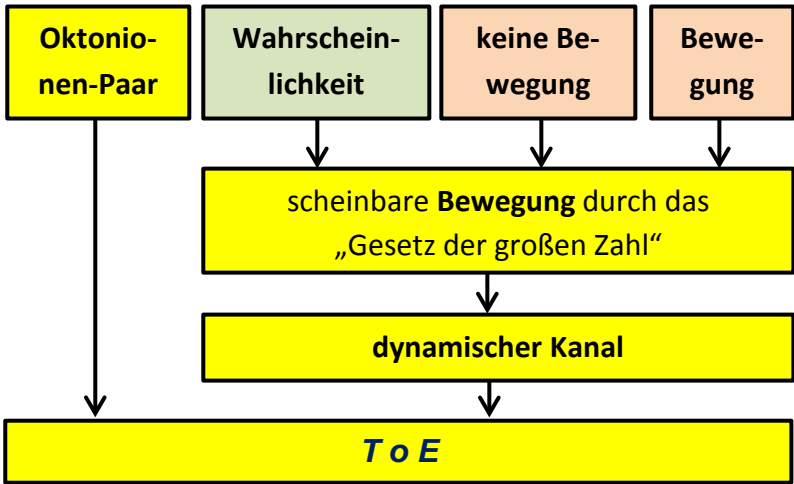 Oktonio-
nen-Paar
Wahrschein-
lichkeit
keine Be-
wegung
Bewe-
gung
scheinbare Bewegung durch das
„Gesetz der großen Zahl“
dynamischer Kanal
T o E